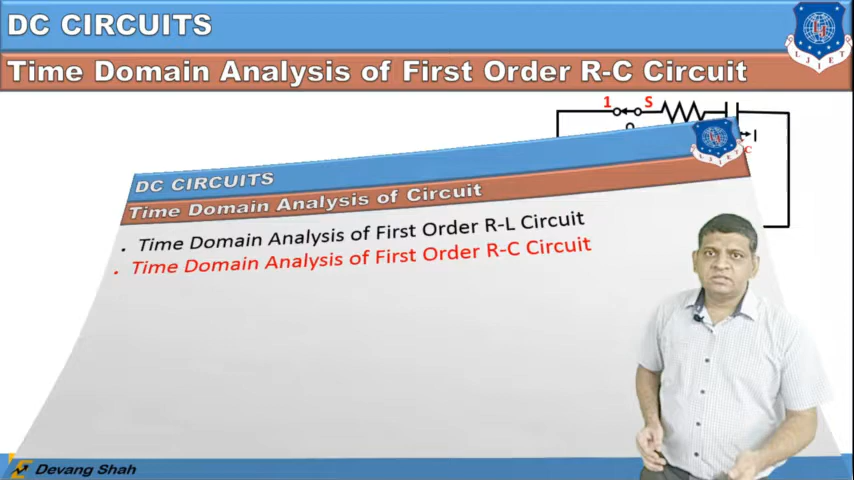 DC CIRCUITS
Time Domain Analysis of First Order R-C Circuit
1 S
I
C
DC CIRCUITS
Time Domain Analysis of Circuit
• Time Domain Analysis of First Order R-L Circuit
• Time Domain Analysis of First Order R-C Circuit
LJIET
Devang Shah